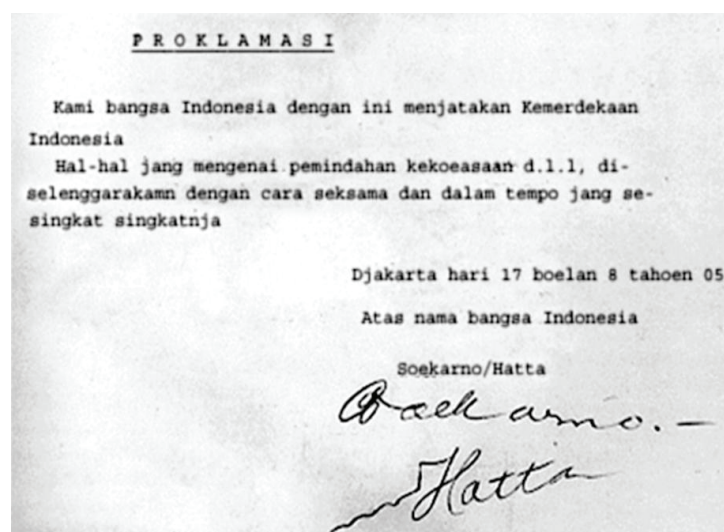 P R O K L A M A S I
Kami bangsa Indonesia dengan ini menjatakan Kemerdekaan
Indonesia
Hal-hal jang mengenai pemindahan kekoeasaan d.l.l, di-
selenggarakamn dengan cara seksama dan dalam tempo jang se-
singkat singkatnja
Djakarta hari 17 boelan 8 tahoen 05
Atas nama bangsa Indonesia
Soekarno/Hatta
Soekarno.-
Hatta